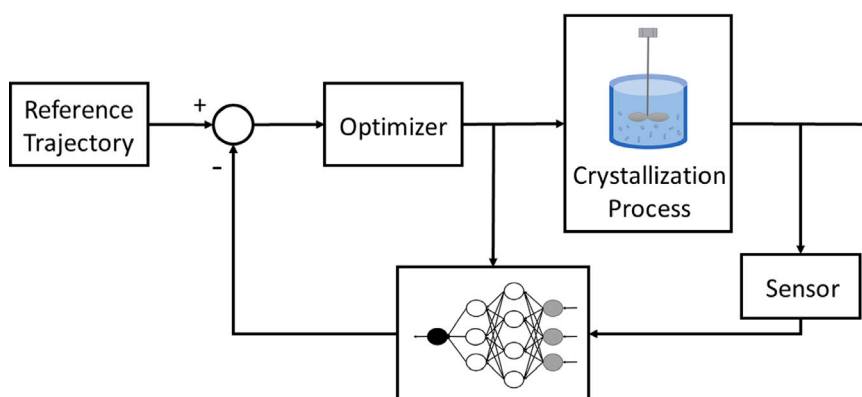 Reference
Trajectory
+
-
Optimizer
Crystallization
Process
Sensor